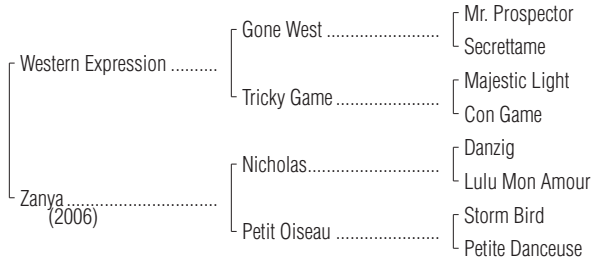 Mr. Prospector
Gone West ......................
Secrettame
Western Expression ..........
Majestic Light
Tricky Game ....................
Con Game
Danzig
Nicholas.........................
Lulu Mon Amour
Zanya................................
(2006)
Storm Bird
Petit Oiseau ....................
Petite Danceuse